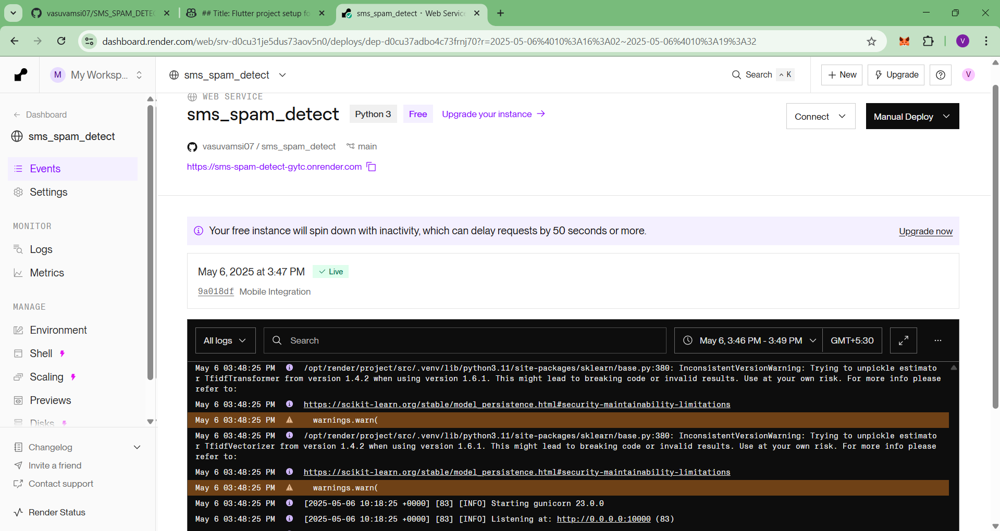 vasuvamsi07/SMS_SPAM_DETEC
## Title: Flutter project setup fo
sms_spam_detect · Web Service
dashboard.render.com/web/srv-d0cu31je5dus73aov5n0/deploys/dep-d0cu37adbo4c73frnj70?r=2025-05-06%4010%3A16%3A02~2025-05-06%4010%3A19%3A32
V
M My Worksp...
sms_spam_detect
Search ^ K
+ New
Upgrade
V
← Dashboard
sms_spam_detect
Events
Settings
MONITOR
Logs
Metrics
MANAGE
Environment
Shell
Scaling
Previews
Disks
Changelog
Invite a friend
Contact support
Render Status
WEB SERVICE
sms_spam_detect Python 3 Free Upgrade your instance →
Connect
Manual Deploy
vasuvamsi07 / sms_spam_detect main
https://sms-spam-detect-gytc.onrender.com
Your free instance will spin down with inactivity, which can delay requests by 50 seconds or more.
Upgrade now
May 6, 2025 at 3:47 PM ✓ Live
9a018df Mobile Integration
All logs
Search
May 6, 3:46 PM - 3:49 PM
GMT+5:30
...
May 6 03:48:25 PM /opt/render/project/src/.venv/lib/python3.11/site-packages/sklearn/base.py:380: InconsistentVersionWarning: Trying to unpickle estimato
r TfidfTransformer from version 1.4.2 when using version 1.6.1. This might lead to breaking code or invalid results. Use at your own risk. For more info please
refer to:
May 6 03:48:25 PM https://scikit-learn.org/stable/model_persistence.html#security-maintainability-limitations
May 6 03:48:25 PM warnings.warn(
May 6 03:48:25 PM /opt/render/project/src/.venv/lib/python3.11/site-packages/sklearn/base.py:380: InconsistentVersionWarning: Trying to unpickle estimato
r TfidfVectorizer from version 1.4.2 when using version 1.6.1. This might lead to breaking code or invalid results. Use at your own risk. For more info please
refer to:
May 6 03:48:25 PM https://scikit-learn.org/stable/model_persistence.html#security-maintainability-limitations
May 6 03:48:25 PM warnings.warn(
May 6 03:48:25 PM [2025-05-06 10:18:25 +0000] [83] [INFO] Starting gunicorn 23.0.0
May 6 03:48:25 PM [2025-05-06 10:18:25 +0000] [83] [INFO] Listening at: http://0.0.0.0:10000 (83)